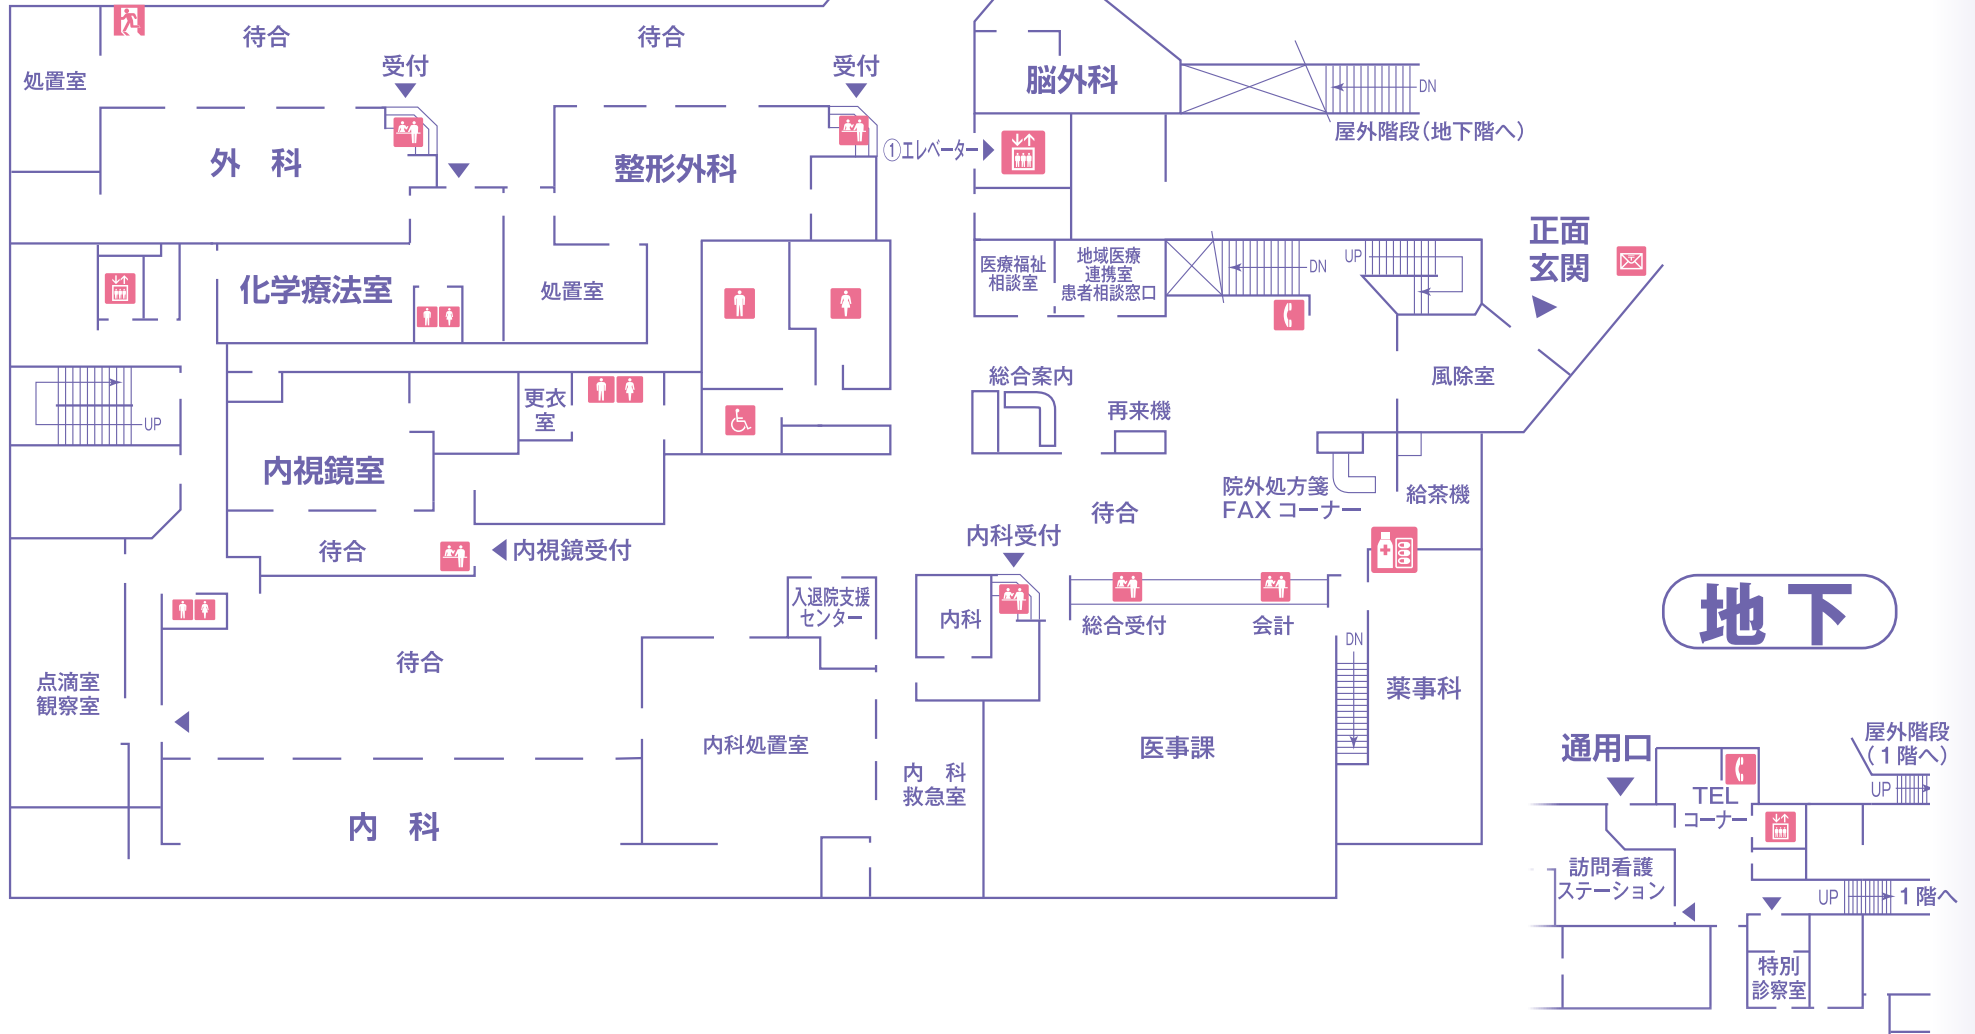 待合
待合
処置室
受付
受付
脳外科
DN
屋外階段(地下階へ)
外　科
整形外科
①エレベーター
正面
玄関
医療福祉
相談室
地域医療
連携室
患者相談窓口
DN
UP
化学療法室
処置室
風除室
総合案内
再来機
更衣
室
UP
内視鏡室
院外処方箋
FAX コーナー
給茶機
待合
内科受付
待合
内視鏡受付
入退院支援
センター
内科
総合受付
会計
DN
地下
待合
点滴室
観察室
薬事科
内科処置室
医事課
内　科
救急室
内　科
通用口
屋外階段
(1階へ)
UP
TEL
コーナー
訪問看護
ステーション
UP
1階へ
特別
診察室